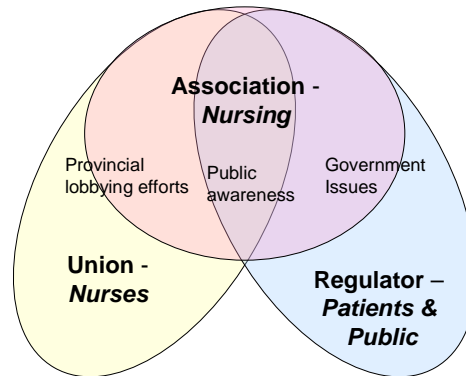 Association -
Nursing
Provincial
lobbying efforts
Public
awareness
Government
Issues
Union -
Nurses
Regulator –
Patients &
Public